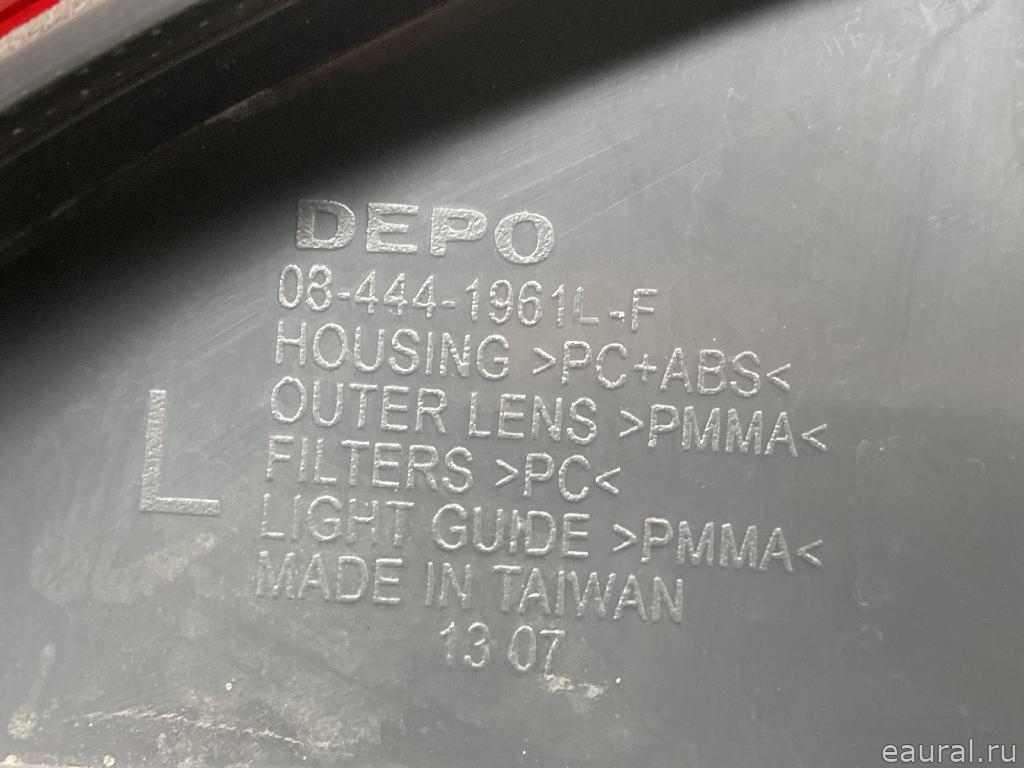 DEPO
08-444-1961L-F
HOUSING >PC+ABS<
OUTER LENS >PMMA<
FILTERS >PC<
L
LIGHT GUIDE >PMMA<
MADE IN TAIWAN
13 07
eaural.ru